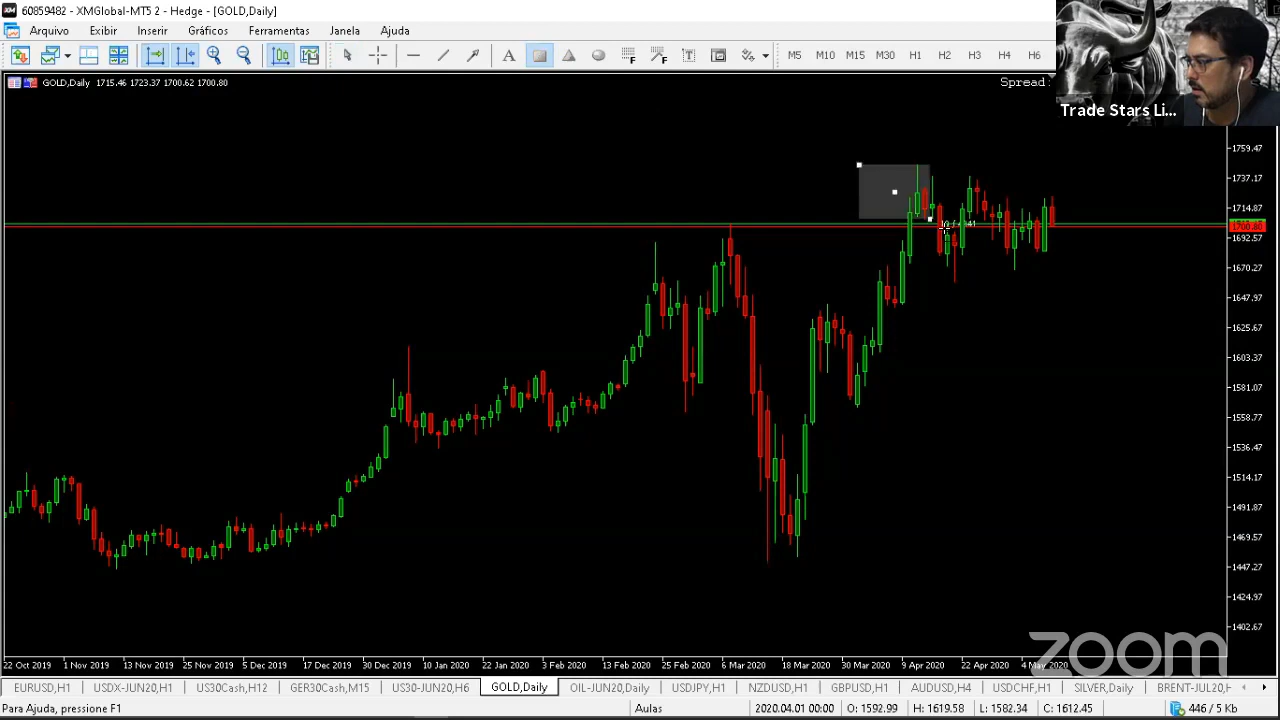 60859482 - XMGlobal-MT5 2 - Hedge - [GOLD,Daily]
Arquivo Exibir Inserir Gráficos Ferramentas Janela Ajuda
M5 M10 M15 M30 H1 H2 H3 H4 H6
GOLD,Daily 1715.46 1723.37 1700.62 1700.80
Spread:
Trade Stars Li...
1759.47
1737.17
1714.87
1700.80
1692.57
1670.27
1647.97
1625.67
1603.37
1581.07
1558.77
1536.47
1514.17
1491.87
1469.57
1447.27
1424.97
1402.67
zoom
22 Oct 2019 1 Nov 2019 13 Nov 2019 25 Nov 2019 5 Dec 2019 17 Dec 2019 30 Dec 2019 10 Jan 2020 22 Jan 2020 3 Feb 2020 13 Feb 2020 25 Feb 2020 6 Mar 2020 18 Mar 2020 30 Mar 2020 9 Apr 2020 22 Apr 2020 4 May 2020
EURUSD,H1 USDX-JUN20,H1 US30Cash,H12 GER30Cash,M15 US30-JUN20,H6 GOLD,Daily OIL-JUN20,Daily USDJPY,H1 NZDUSD,H1 GBPUSD,H1 AUDUSD,H4 USDCHF,H1 SILVER,Daily BRENT-JUL20,H
Para Ajuda, pressione F1 Aulas 2020.04.01 00:00 O: 1592.99 H: 1619.58 L: 1582.34 C: 1612.45 446 / 5 Kb